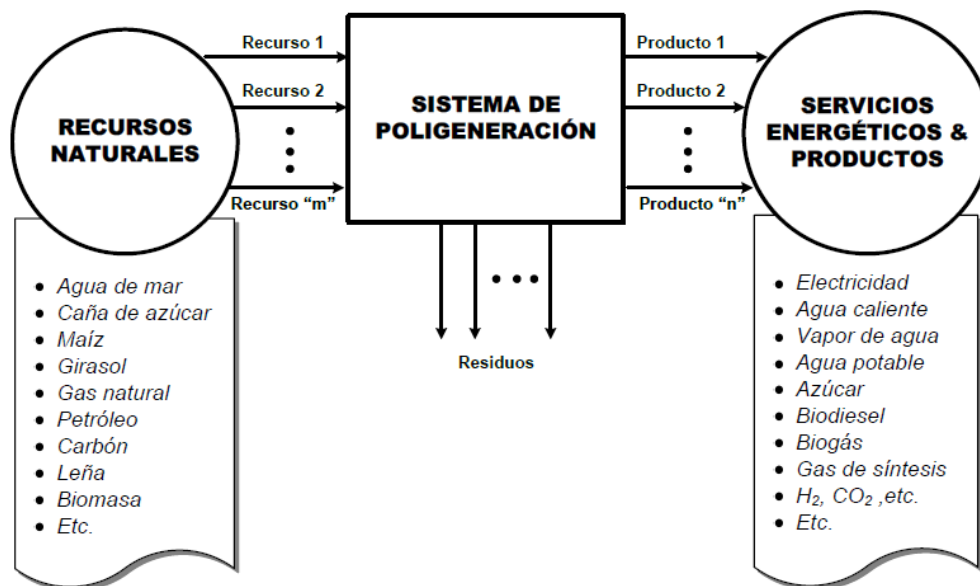 RECURSOS
NATURALES
Recurso 1
Recurso 2
Recurso “m”
SISTEMA DE
POLIGENERACIÓN
Producto 1
Producto 2
Producto “n”
SERVICIOS
ENERGÉTICOS &
PRODUCTOS
Residuos
• Agua de mar
• Caña de azúcar
• Maíz
• Girasol
• Gas natural
• Petróleo
• Carbón
• Leña
• Biomasa
• Etc.
• Electricidad
• Agua caliente
• Vapor de agua
• Agua potable
• Azúcar
• Biodiesel
• Biogás
• Gas de síntesis
• H₂, CO₂ ,etc.
• Etc.